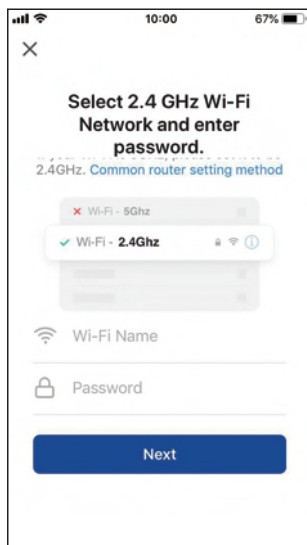 10:00
67%
Select 2.4 GHz Wi-Fi
Network and enter
password.
2.4GHz. Common router setting method
Wi-Fi - 5Ghz
Wi-Fi - 2.4Ghz
Wi-Fi Name
Password
Next